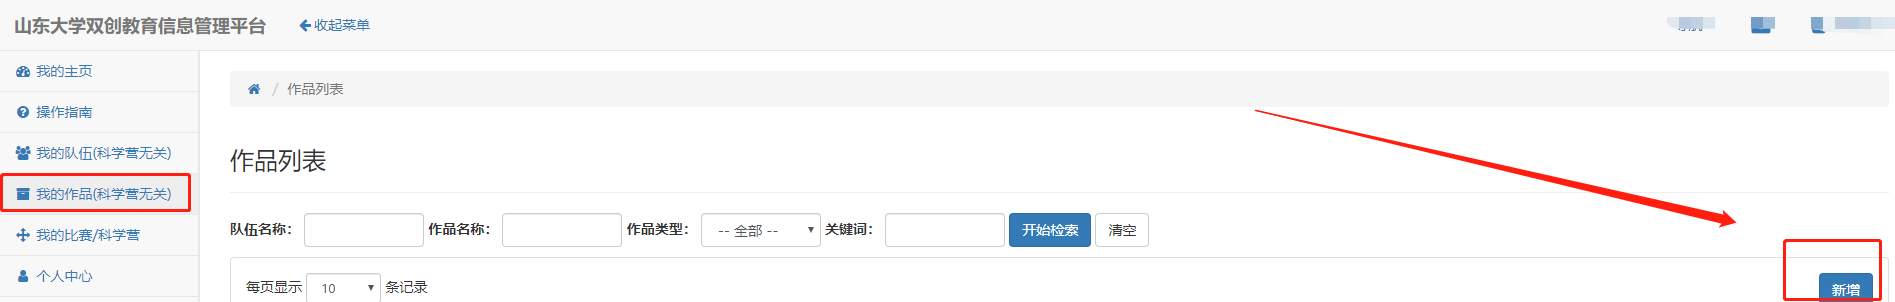 山东大学双创教育信息管理平台 收起菜单
我的主页
操作指南
我的队伍(科学营无关)
我的作品(科学营无关)
我的比赛/科学营
个人中心
/ 作品列表
作品列表
队伍名称: 作品名称: 作品类型: -- 全部 -- 关键词: 开始检索 清空
每页显示 10 条记录 新增